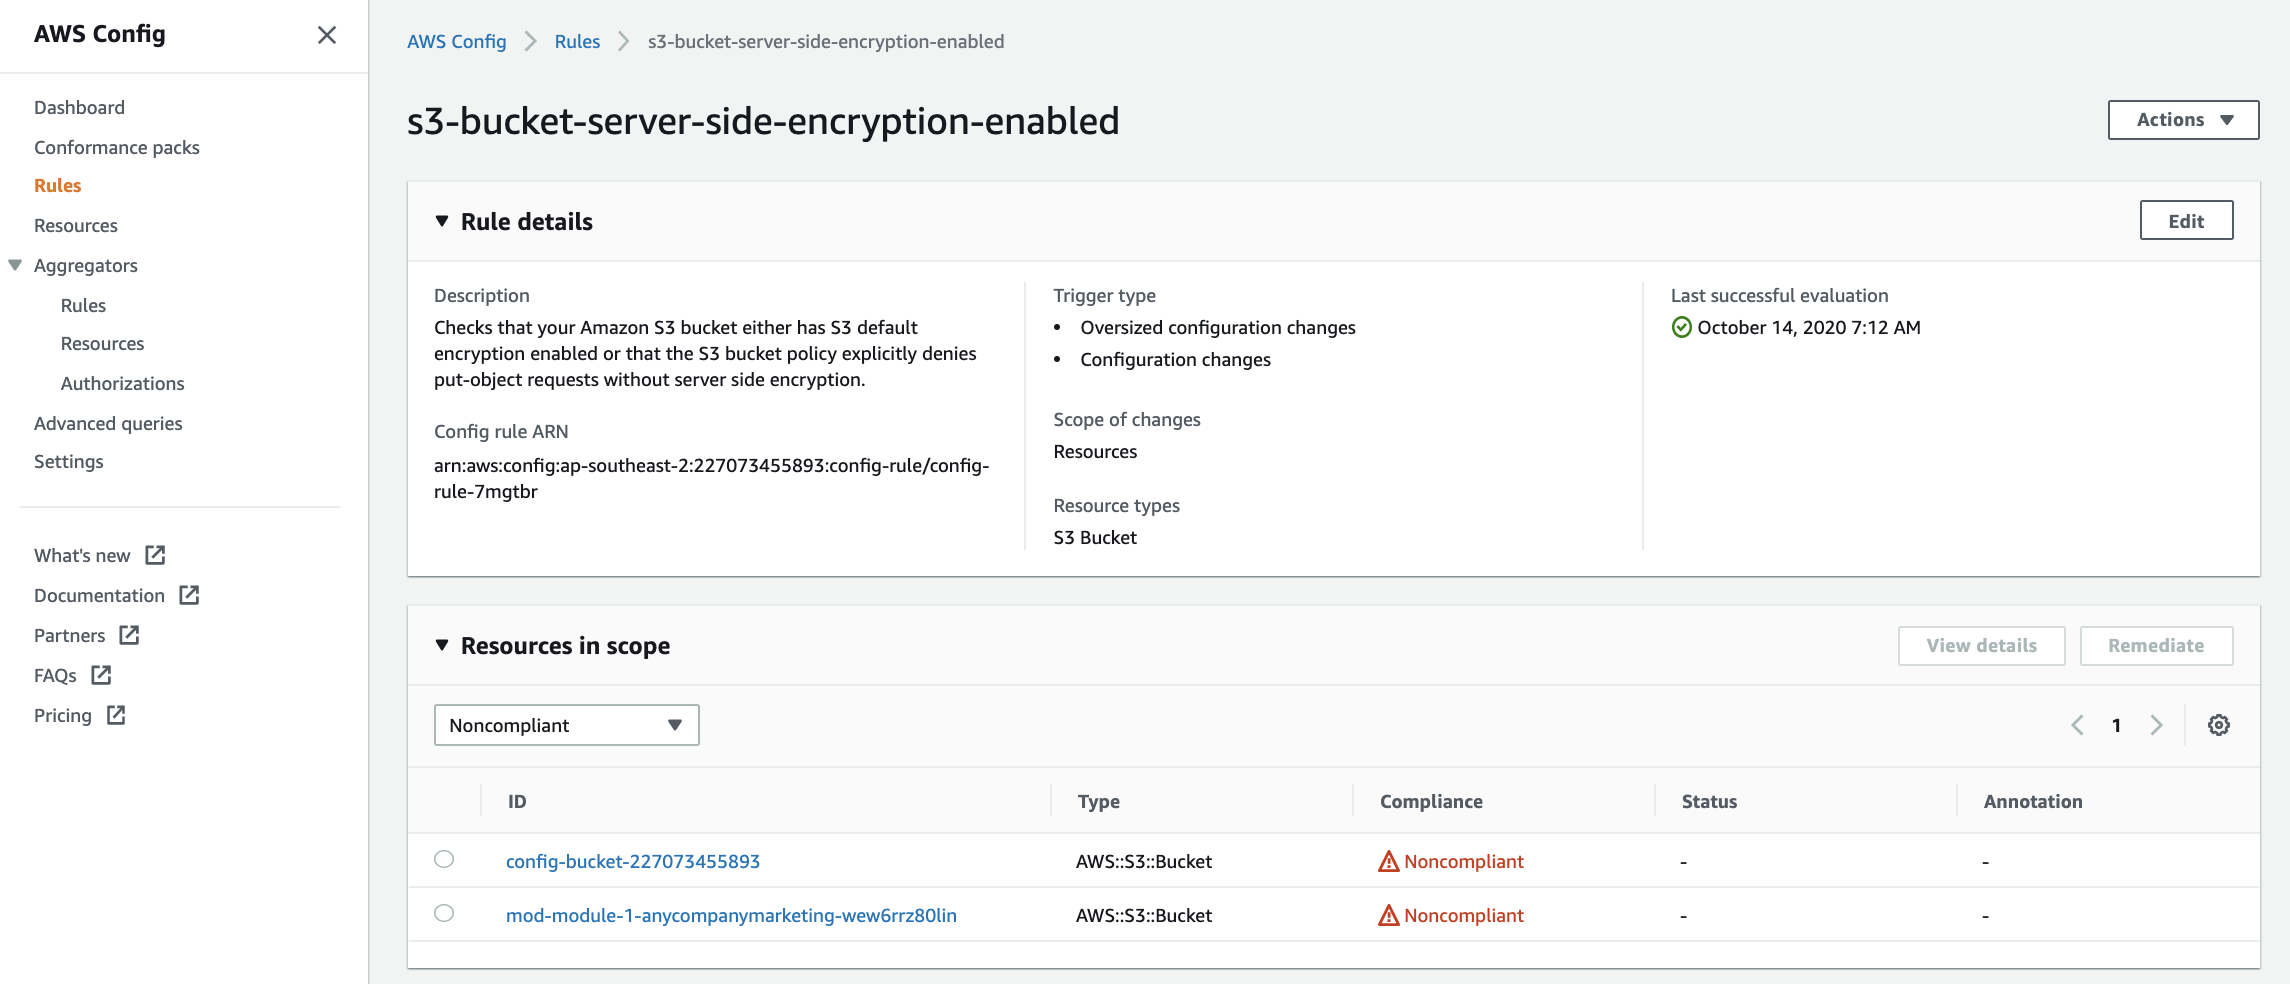 AWS Config
Dashboard
Conformance packs
Rules
Resources
Aggregators
Rules
Resources
Authorizations
Advanced queries
Settings
What's new
Documentation
Partners
FAQs
Pricing
AWS Config > Rules > s3-bucket-server-side-encryption-enabled
s3-bucket-server-side-encryption-enabled
Actions
Rule details
Edit
Description
Checks that your Amazon S3 bucket either has S3 default
encryption enabled or that the S3 bucket policy explicitly denies
put-object requests without server side encryption.
Config rule ARN
arn:aws:config:ap-southeast-2:227073455893:config-rule/config-
rule-7mgtbr
Trigger type
• Oversized configuration changes
• Configuration changes
Scope of changes
Resources
Resource types
S3 Bucket
Last successful evaluation
October 14, 2020 7:12 AM
Resources in scope
View details
Remediate
Noncompliant
1
ID Type Compliance Status Annotation
config-bucket-227073455893 AWS::S3::Bucket Noncompliant - -
mod-module-1-anycompanymarketing-wew6rrz80lin AWS::S3::Bucket Noncompliant - -